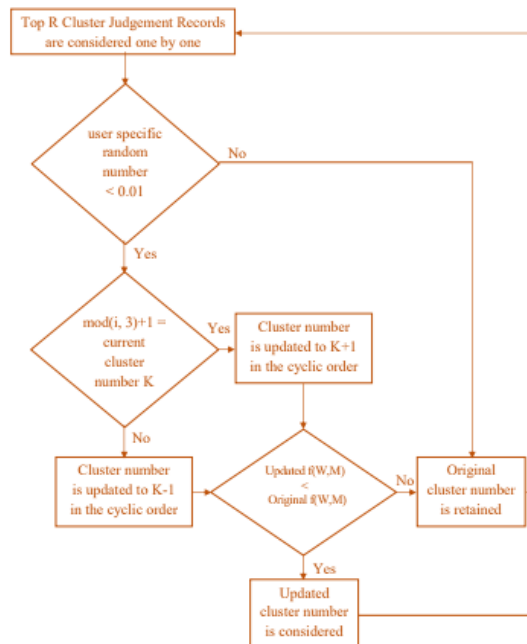 Top R Cluster Judgement Records
are considered one by one
user specific
random
number
< 0.01
No
Yes
mod(i, 3)+1 =
current
cluster
number K
Yes
Cluster number
is updated to K+1
in the cyclic order
No
Cluster number
is updated to K-1
in the cyclic order
Updated f(W,M)
<
Original f(W,M)
No
Original
cluster number
is retained
Yes
Updated
cluster number
is considered